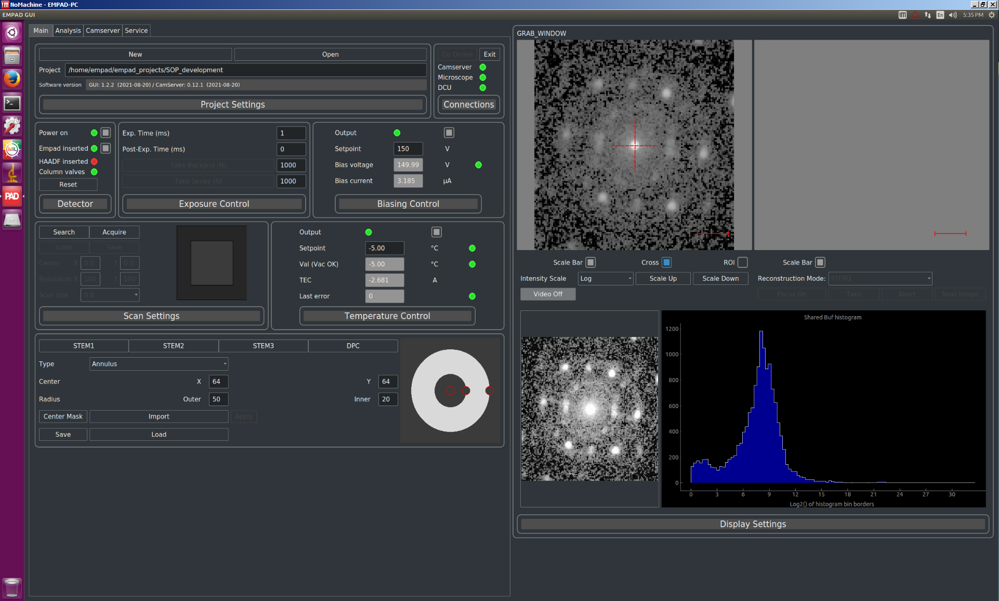 NoMachine - EMPAD-PC
EMPAD GUI
En
5:35 PM
Main Analysis Camserver Service
New Open
Project /home/empad/empad_projects/SOP_development
Software version GUI: 1.2.2 (2021-08-20) / CamServer: 0.12.1 (2021-08-20)
Project Settings
Go Online Exit
Camserver
Microscope
DCU
Connections
Power on
Empad inserted
HAADF inserted
Column valves
Reset
Detector
Exp. Time (ms) 1
Post-Exp. Time (ms) 0
Take Backgnd (N) 1000
Take Series (N) 1000
Exposure Control
Output
Setpoint 150 V
Bias voltage 149.99 V
Bias current 3.185 µA
Biasing Control
Search Acquire
Load Save
Center X 0.5 Y 0.5
Resolution X 100 Y 100
Scan size 0.6
Scan Settings
Output
Setpoint -5.00 °C
Val (Vac OK) -5.00 °C
TEC -2.681 A
Last error 0
Temperature Control
STEM1 STEM2 STEM3 DPC
Type Annulus
Center X 64 Y 64
Radius Outer 50 Inner 20
Center Mask Import Apply
Save Load
PAD
MIL
GRAB_WINDOW
Scale Bar Cross ROI Scale Bar
Intensity Scale Log Scale Up Scale Down Reconstruction Mode: STEM1
Video Off Focus On Take Abort Next Image
Shared Buf histogram
1200
1000
800
600
400
200
0
0 3 6 9 12 15 18 21 24 27 30
Log2() of histogram bin borders
Display Settings